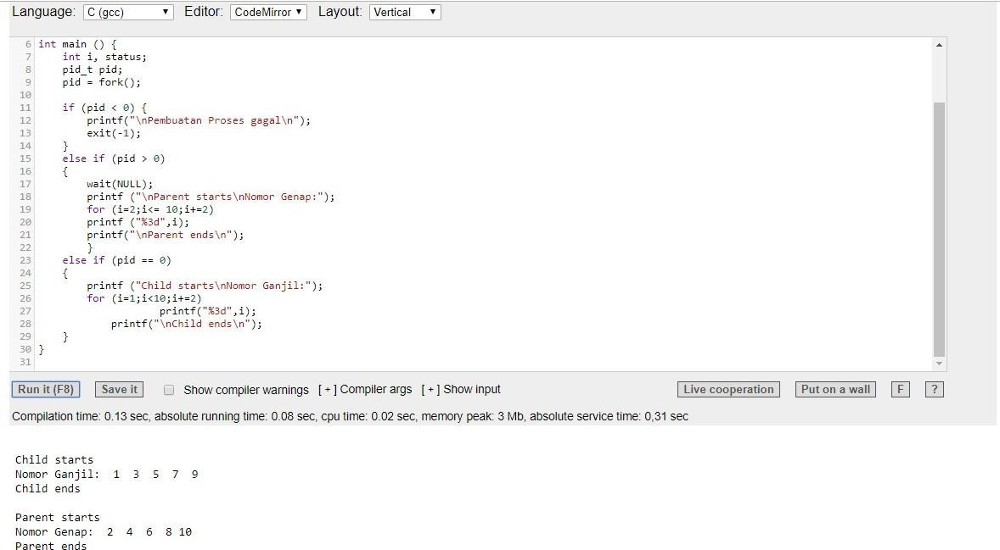 Language: C (gcc) Editor: CodeMirror Layout: Vertical
6 int main () {
7 int i, status;
8 pid_t pid;
9 pid = fork();
10
11 if (pid < 0) {
12 printf("\nPembuatan Proses gagal\n");
13 exit(-1);
14 }
15 else if (pid > 0)
16 {
17 wait(NULL);
18 printf ("\nParent starts\nNomor Genap:");
19 for (i=2;i<= 10;i+=2)
20 printf ("%3d",i);
21 printf("\nParent ends\n");
22 }
23 else if (pid == 0)
24 {
25 printf ("Child starts\nNomor Ganjil:");
26 for (i=1;i<10;i+=2)
27 printf("%3d",i);
28 printf("\nChild ends\n");
29 }
30 }
31
Run it (F8) Save it Show compiler warnings [ + ] Compiler args [ + ] Show input Live cooperation Put on a wall F ?
Compilation time: 0.13 sec, absolute running time: 0.08 sec, cpu time: 0.02 sec, memory peak: 3 Mb, absolute service time: 0,31 sec
Child starts
Nomor Ganjil: 1 3 5 7 9
Child ends
Parent starts
Nomor Genap: 2 4 6 8 10
Parent ends